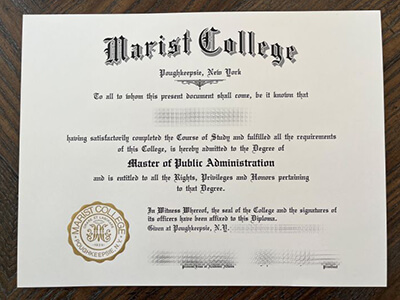 Marist College
Poughkeepsie, New York
To all to whom this present document shall come, be it known that
having satisfactorily completed the Course of Study and fulfilled all the requirements
of this College, is hereby admitted to the Degree of
Master of Public Administration
and is entitled to all the Rights, Privileges and Honors pertaining
to that Degree.
In Witness Whereof, the seal of the College and the signatures of
its officers have been affixed to this Diploma.
Given at Poughkeepsie, N.Y.
MARIST COLLEGE
POUGHKEEPSIE, N.Y.
President